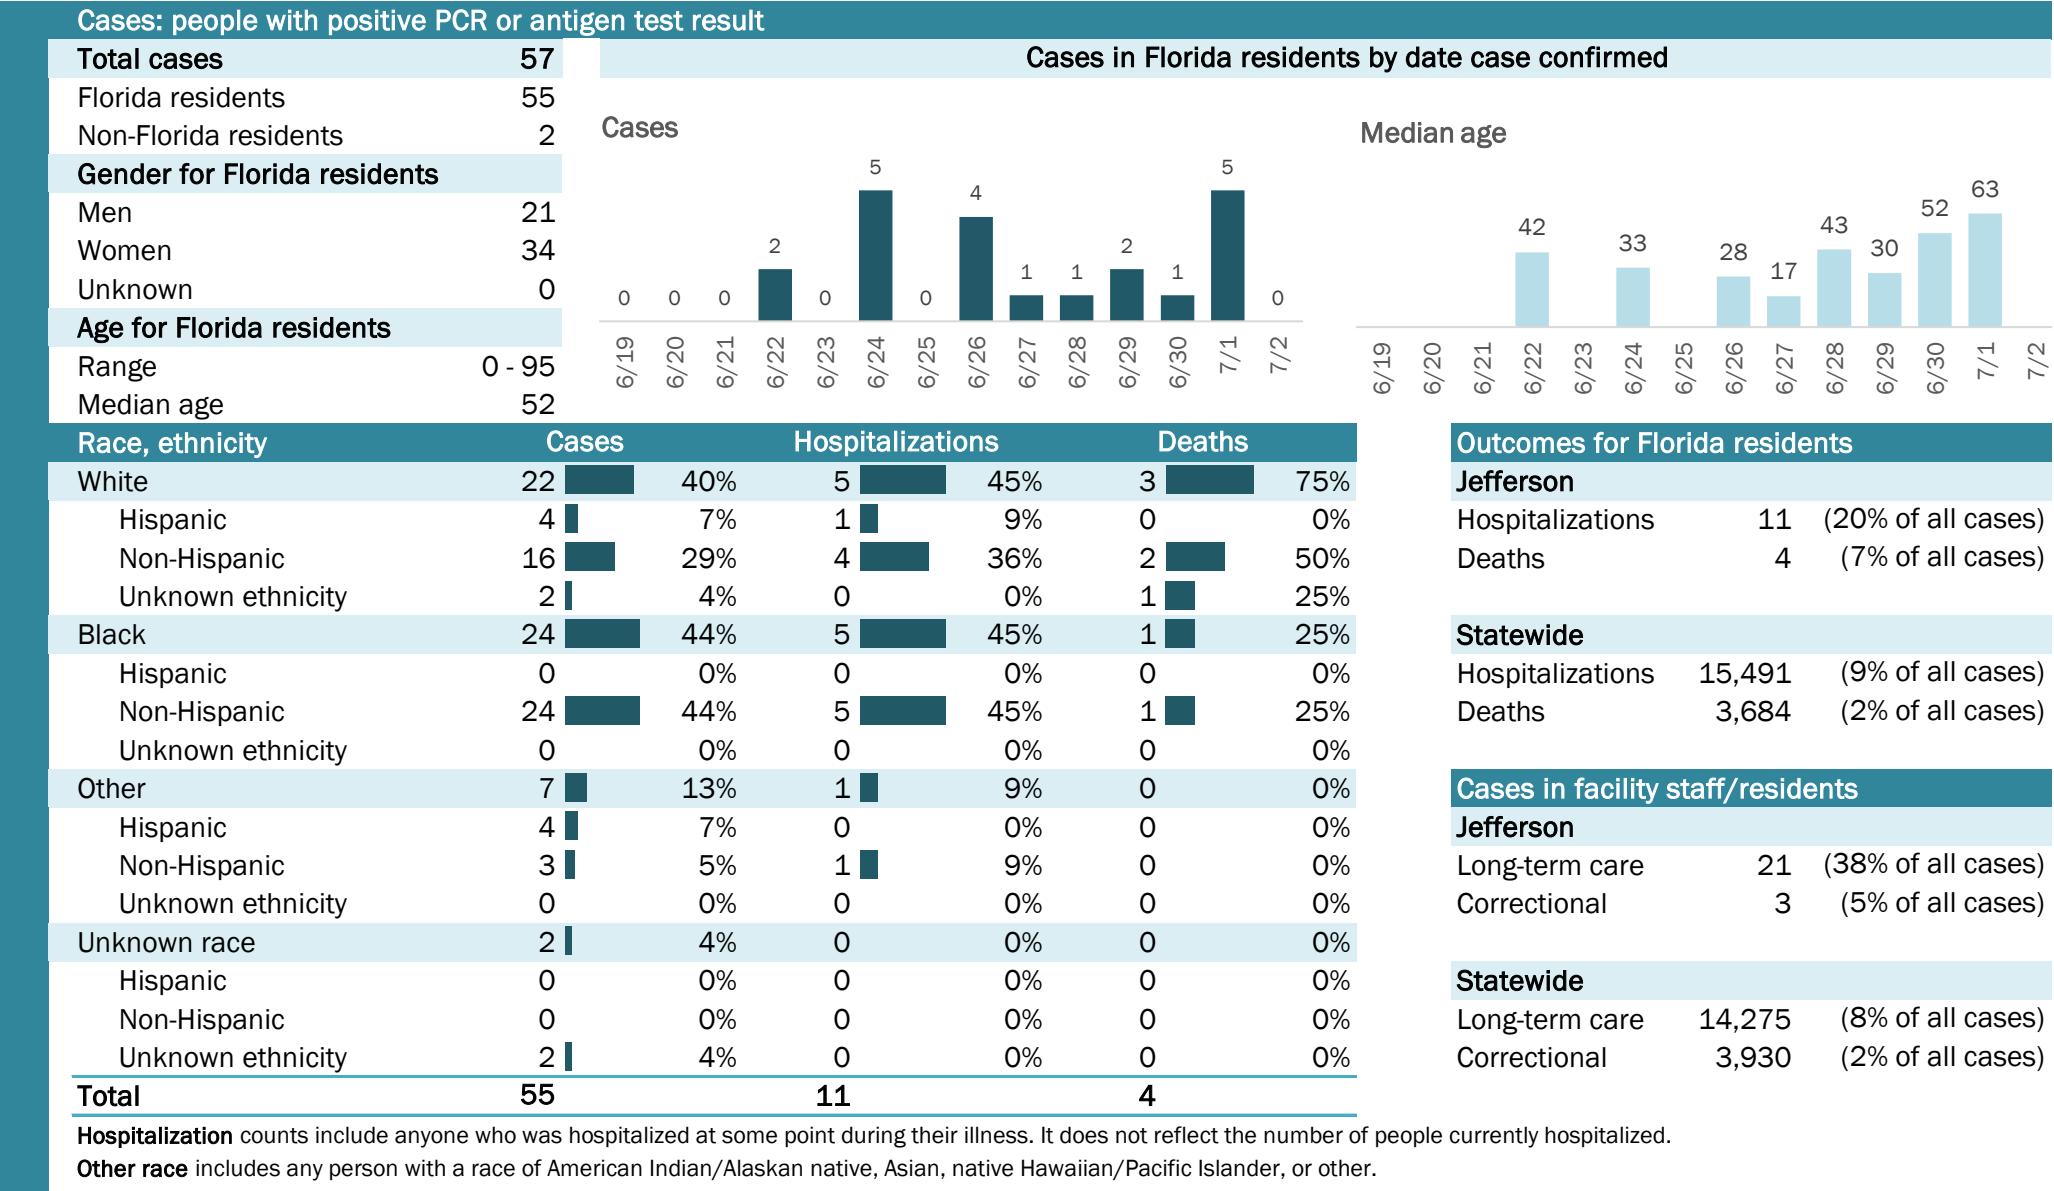 Cases: people with positive PCR or antigen test result
Total cases 57
Florida residents 55
Non-Florida residents 2
Gender for Florida residents
Men 21
Women 34
Unknown 0
Age for Florida residents
Range 0 - 95
Median age 52
Cases in Florida residents by date case confirmed
Cases
0 0 0 2 0 5 0 4 1 1 2 1 5 0
6/19 6/20 6/21 6/22 6/23 6/24 6/25 6/26 6/27 6/28 6/29 6/30 7/1 7/2
Median age
42 33 28 17 43 30 52 63
6/19 6/20 6/21 6/22 6/23 6/24 6/25 6/26 6/27 6/28 6/29 6/30 7/1 7/2
Race, ethnicity Cases Hospitalizations Deaths
White 22 40% 5 45% 3 75%
Hispanic 4 7% 1 9% 0 0%
Non-Hispanic 16 29% 4 36% 2 50%
Unknown ethnicity 2 4% 0 0% 1 25%
Black 24 44% 5 45% 1 25%
Hispanic 0 0% 0 0% 0 0%
Non-Hispanic 24 44% 5 45% 1 25%
Unknown ethnicity 0 0% 0 0% 0 0%
Other 7 13% 1 9% 0 0%
Hispanic 4 7% 0 0% 0 0%
Non-Hispanic 3 5% 1 9% 0 0%
Unknown ethnicity 0 0% 0 0% 0 0%
Unknown race 2 4% 0 0% 0 0%
Hispanic 0 0% 0 0% 0 0%
Non-Hispanic 0 0% 0 0% 0 0%
Unknown ethnicity 2 4% 0 0% 0 0%
Total 55 11 4
Outcomes for Florida residents
Jefferson
Hospitalizations 11 (20% of all cases)
Deaths 4 (7% of all cases)
Statewide
Hospitalizations 15,491 (9% of all cases)
Deaths 3,684 (2% of all cases)
Cases in facility staff/residents
Jefferson
Long-term care 21 (38% of all cases)
Correctional 3 (5% of all cases)
Statewide
Long-term care 14,275 (8% of all cases)
Correctional 3,930 (2% of all cases)
Hospitalization counts include anyone who was hospitalized at some point during their illness. It does not reflect the number of people currently hospitalized.
Other race includes any person with a race of American Indian/Alaskan native, Asian, native Hawaiian/Pacific Islander, or other.